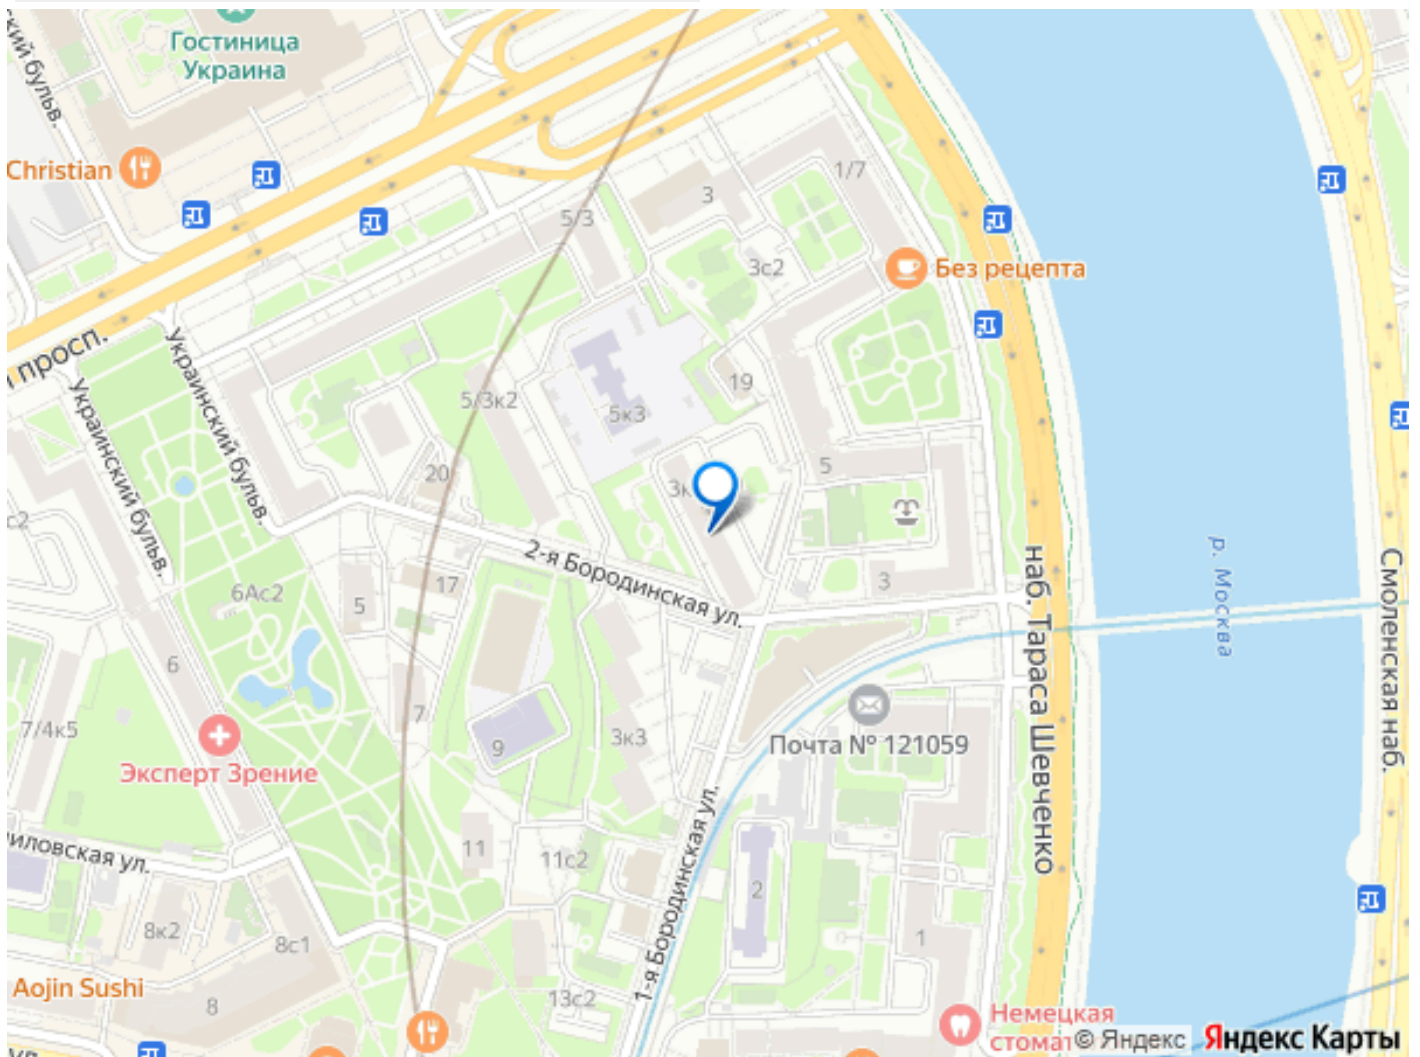 Гостиница
Украина
Christian
1/7
3
5/3
3с2
Без рецепта
просп.
Украинский бульв.
Украинский бульв.
19
5/3к2
5к3
20
5
2-я Бородинская ул.
17
3
6Ас2
5
наб. Тараса Шевченко
р. Москва
Смоленская наб.
6
7/4к5
7
9
3к3
Почта № 121059
Эксперт Зрение
1-я Бородинская ул.
11
11с2
2
8к2
8с1
1
Aojin Sushi
8
13с2
Немецкая
© Яндекс Яндекс Карты